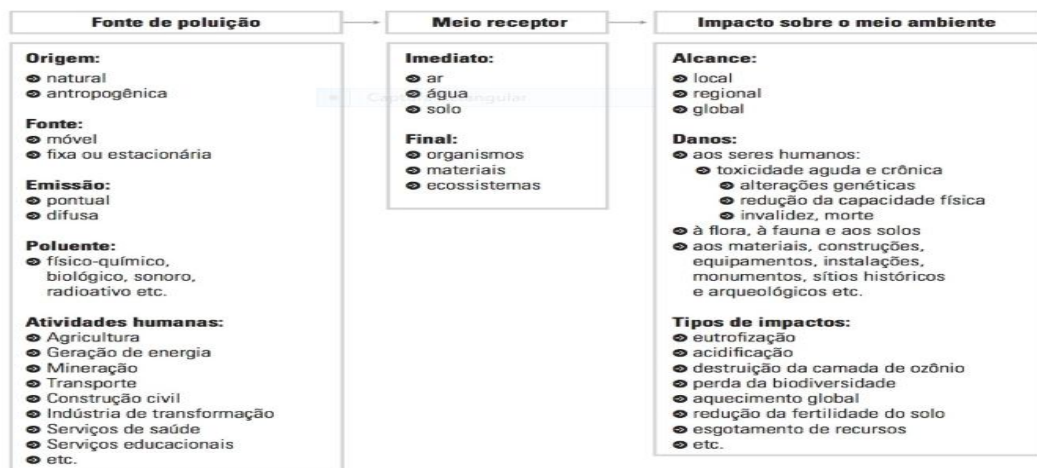 Fonte de poluição
Origem:
natural
antropogênica
Fonte:
móvel
fixa ou estacionária
Emissão:
pontual
difusa
Poluente:
físico-químico,
biológico, sonoro,
radioativo etc.
Atividades humanas:
Agricultura
Geração de energia
Mineração
Transporte
Construção civil
Indústria de transformação
Serviços de saúde
Serviços educacionais
etc.
Meio receptor
Imediato:
ar
água
solo
Final:
organismos
materiais
ecossistemas
Impacto sobre o meio ambiente
Alcance:
local
regional
global
Danos:
aos seres humanos:
toxicidade aguda e crônica
alterações genéticas
redução da capacidade física
invalidez, morte
à flora, à fauna e aos solos
aos materiais, construções,
equipamentos, instalações,
monumentos, sítios históricos
e arqueológicos etc.
Tipos de impactos:
eutrofização
acidificação
destruição da camada de ozônio
perda da biodiversidade
aquecimento global
redução da fertilidade do solo
esgotamento de recursos
etc.